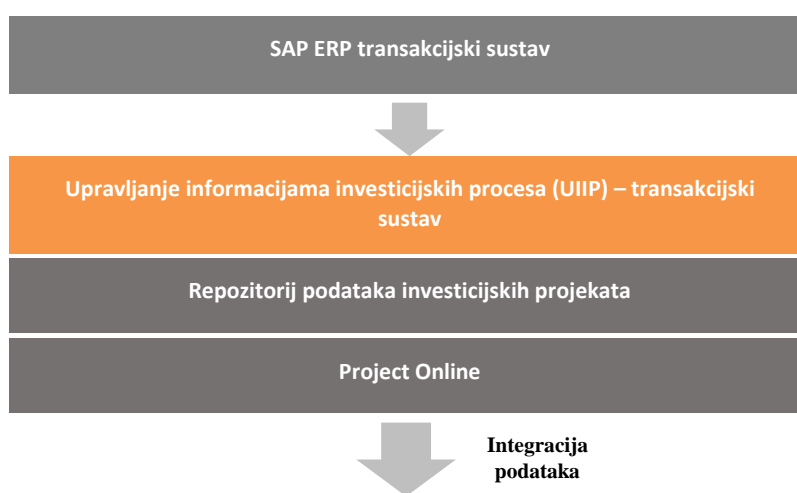 SAP ERP transakcijski sustav
Upravljanje informacijama investicijskih procesa (UIIP) – transakcijski
sustav
Repozitorij podataka investicijskih projekata
Project Online
Integracija
podataka